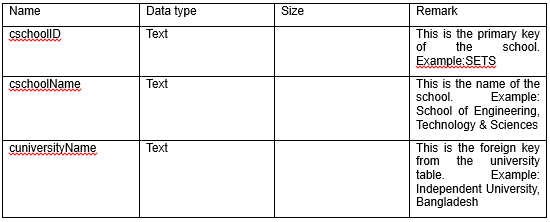 Name Data type Size Remark
cschoolID Text This is the primary key
of the school.
Example:SETS
cschoolName Text This is the name of the
school. Example:
School of Engineering,
Technology & Sciences
cuniversityName Text This is the foreign key
from the university
table. Example:
Independent University,
Bangladesh